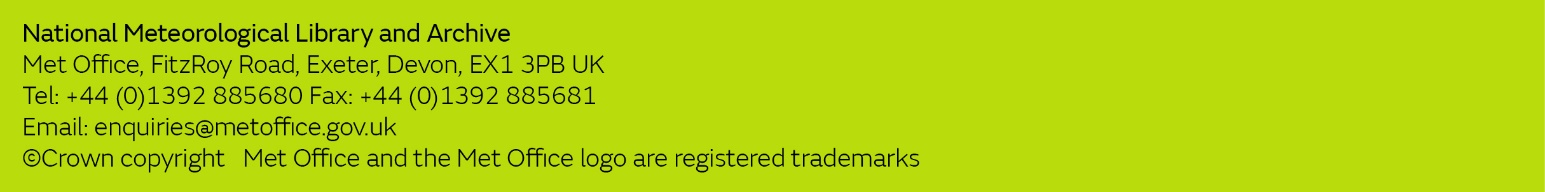 National Meteorological Library and Archive
Met Office, FitzRoy Road, Exeter, Devon, EX1 3PB UK
Tel: +44 (0)1392 885680 Fax: +44 (0)1392 885681
Email: enquiries@metoffice.gov.uk
©Crown copyright   Met Office and the Met Office logo are registered trademarks